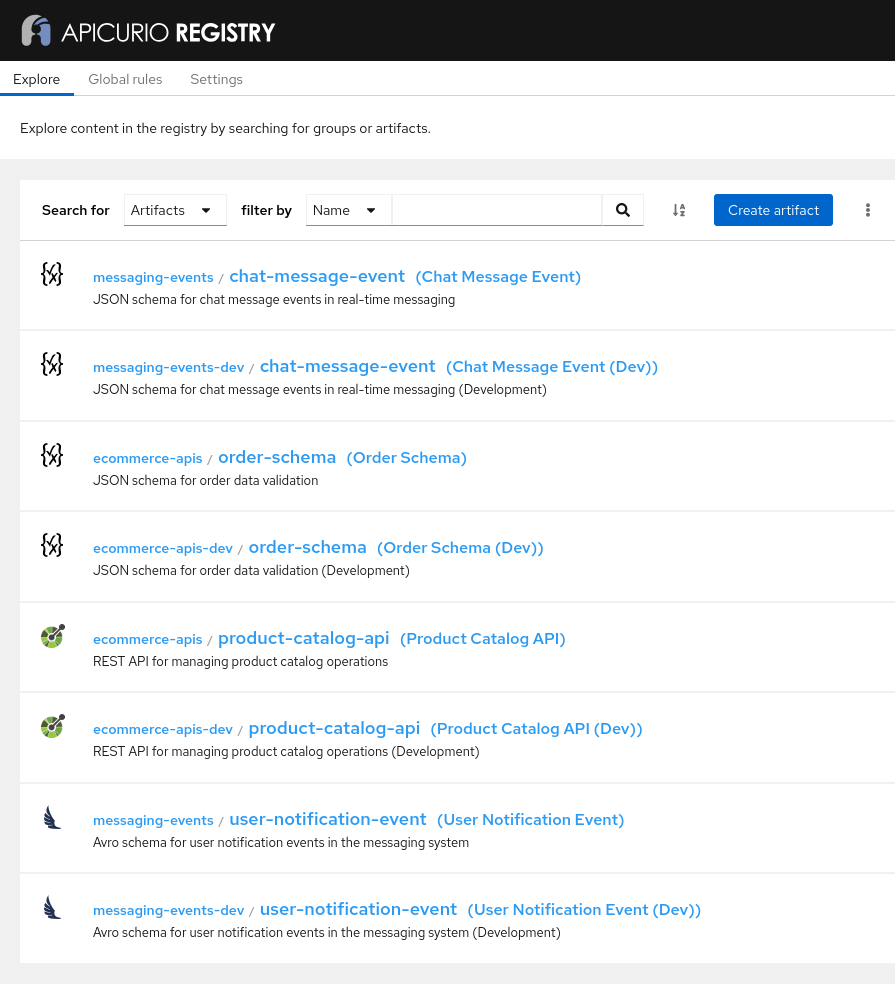 APICURIO REGISTRY
Explore Global rules Settings
Explore content in the registry by searching for groups or artifacts.
Search for Artifacts filter by Name Create artifact
messaging-events / chat-message-event (Chat Message Event)
JSON schema for chat message events in real-time messaging
messaging-events-dev / chat-message-event (Chat Message Event (Dev))
JSON schema for chat message events in real-time messaging (Development)
ecommerce-apis / order-schema (Order Schema)
JSON schema for order data validation
ecommerce-apis-dev / order-schema (Order Schema (Dev))
JSON schema for order data validation (Development)
ecommerce-apis / product-catalog-api (Product Catalog API)
REST API for managing product catalog operations
ecommerce-apis-dev / product-catalog-api (Product Catalog API (Dev))
REST API for managing product catalog operations (Development)
messaging-events / user-notification-event (User Notification Event)
Avro schema for user notification events in the messaging system
messaging-events-dev / user-notification-event (User Notification Event (Dev))
Avro schema for user notification events in the messaging system (Development)